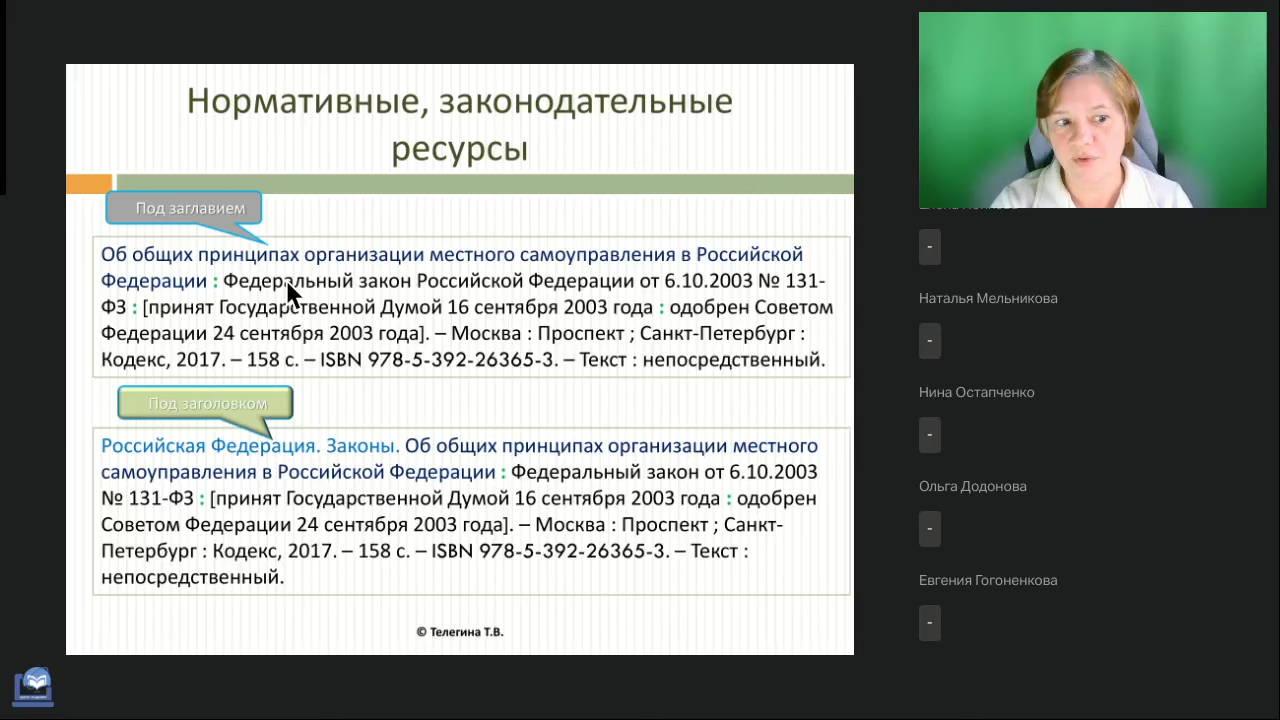 Нормативные, законодательные
ресурсы
Под заглавием
Об общих принципах организации местного самоуправления в Российской
Федерации : Федеральный закон Российской Федерации от 6.10.2003 № 131-
ФЗ : [принят Государственной Думой 16 сентября 2003 года : одобрен Советом
Федерации 24 сентября 2003 года]. – Москва : Проспект ; Санкт-Петербург :
Кодекс, 2017. – 158 с. – ISBN 978-5-392-26365-3. – Текст : непосредственный.
Под заголовком
Российская Федерация. Законы. Об общих принципах организации местного
самоуправления в Российской Федерации : Федеральный закон от 6.10.2003
№ 131-ФЗ : [принят Государственной Думой 16 сентября 2003 года : одобрен
Советом Федерации 24 сентября 2003 года]. – Москва : Проспект ; Санкт-
Петербург : Кодекс, 2017. – 158 с. – ISBN 978-5-392-26365-3. – Текст :
непосредственный.
© Телегина Т.В.
-
Наталья Мельникова
-
Нина Остапченко
-
Ольга Додонова
-
Евгения Гогоненкова
-